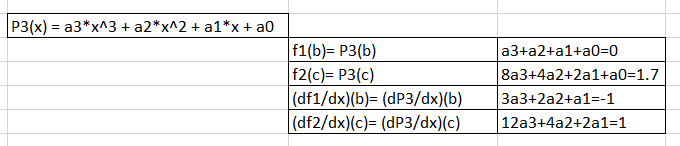 P3(x) = a3*x^3 + a2*x^2 + a1*x + a0
f1(b)= P3(b) a3+a2+a1+a0=0
f2(c)= P3(c) 8a3+4a2+2a1+a0=1.7
(df1/dx)(b)= (dP3/dx)(b) 3a3+2a2+a1=-1
(df2/dx)(c)= (dP3/dx)(c) 12a3+4a2+2a1=1